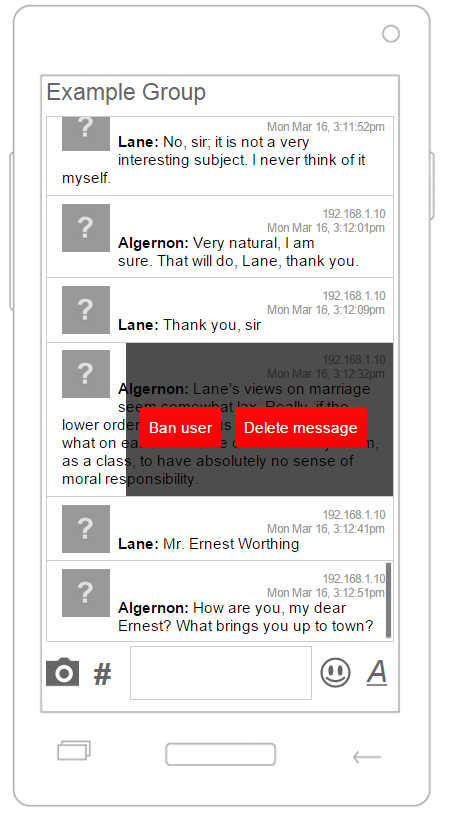 Example Group
?
Mon Mar 16, 3:11:52pm
Lane: No, sir; it is not a very
interesting subject. I never think of it
myself.
?
192.168.1.10
Mon Mar 16, 3:12:01pm
Algernon: Very natural, I am
sure. That will do, Lane, thank you.
?
192.168.1.10
Mon Mar 16, 3:12:09pm
Lane: Thank you, sir
?
192.168.1.10
Mon Mar 16, 3:12:32pm
Algernon: Lane's views on marriage
seem somewhat lax. Really, if the
lower
Ban user
Delete message
what on
as a class, to have absolutely no sense of
moral responsibility.
?
192.168.1.10
Mon Mar 16, 3:12:41pm
Lane: Mr. Ernest Worthing
?
192.168.1.10
Mon Mar 16, 3:12:51pm
Algernon: How are you, my dear
Ernest? What brings you up to town?
#
A